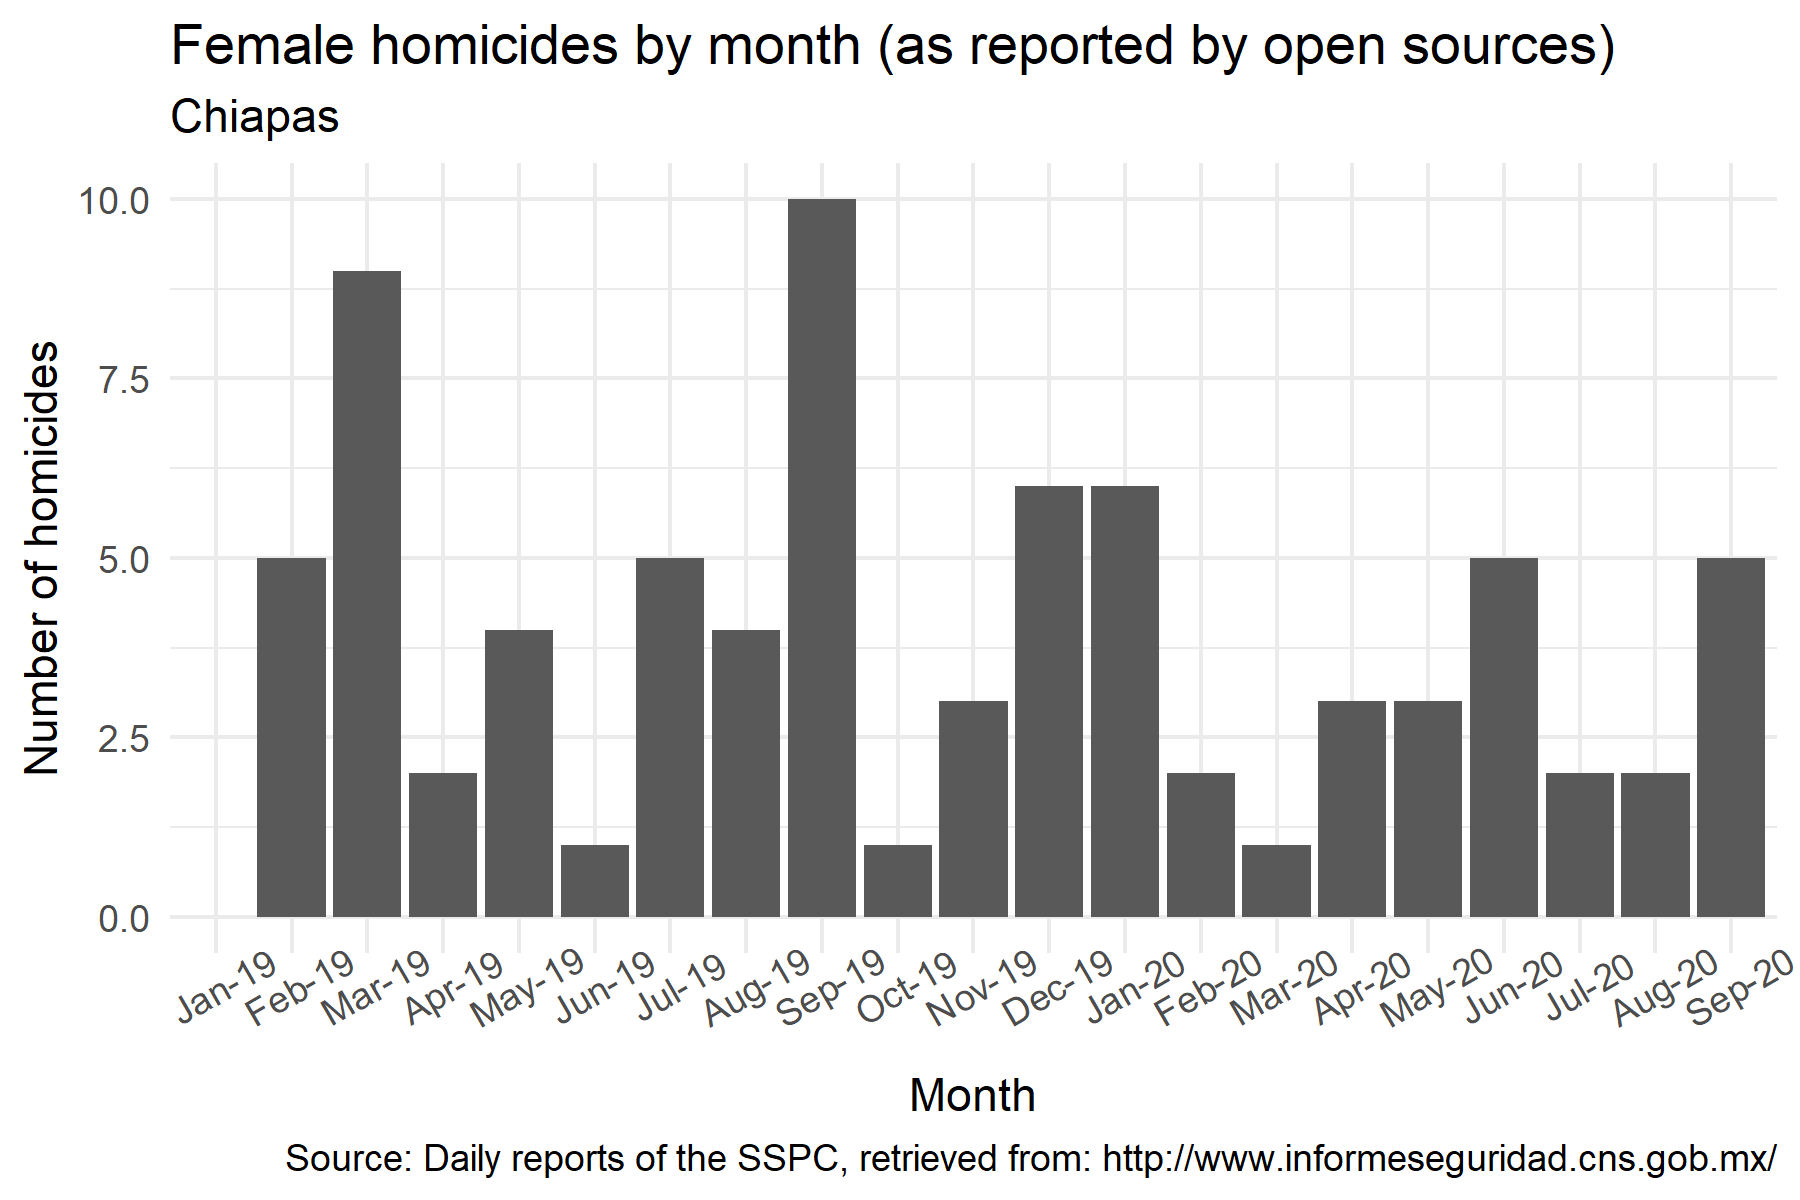 Female homicides by month (as reported by open sources)
Chiapas
Number of homicides
10.0
7.5
5.0
2.5
0.0
Jan-19
Feb-19
Mar-19
Apr-19
May-19
Jun-19
Jul-19
Aug-19
Sep-19
Oct-19
Nov-19
Dec-19
Jan-20
Feb-20
Mar-20
Apr-20
May-20
Jun-20
Jul-20
Aug-20
Sep-20
Month
Source: Daily reports of the SSPC, retrieved from: http://www.informeseguridad.cns.gob.mx/